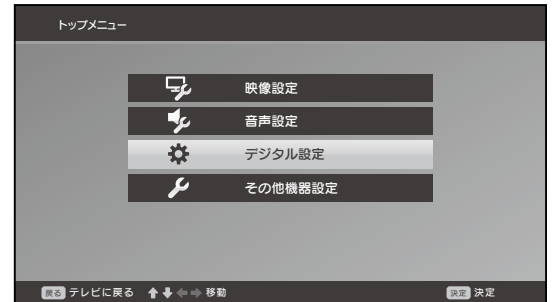 トップメニュー
映像設定
音声設定
デジタル設定
その他機器設定
戻る テレビに戻る 移動 決定 決定